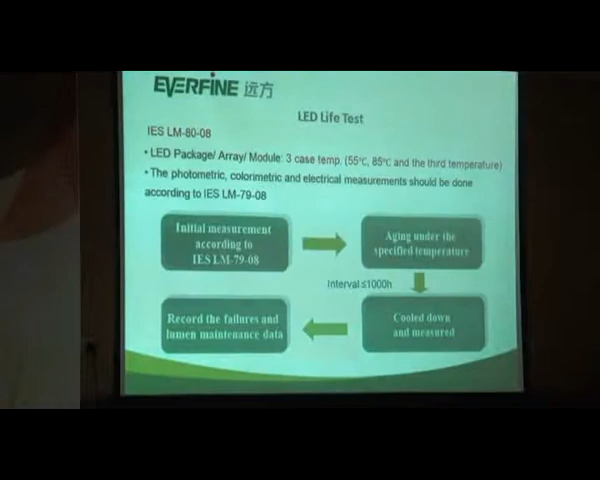 EVERFINE 远方
LED Life Test
IES LM-80-08
• LED Package/ Array/ Module: 3 case temp. (55℃, 85℃ and the third temperature)
• The photometric, colorimetric and electrical measurements should be done
according to IES LM-79-08
Initial measurement
according to
IES LM-79-08
Aging under the
specified temperature
Interval ≤1000h
Cooled down
and measured
Record the failures and
lumen maintenance data